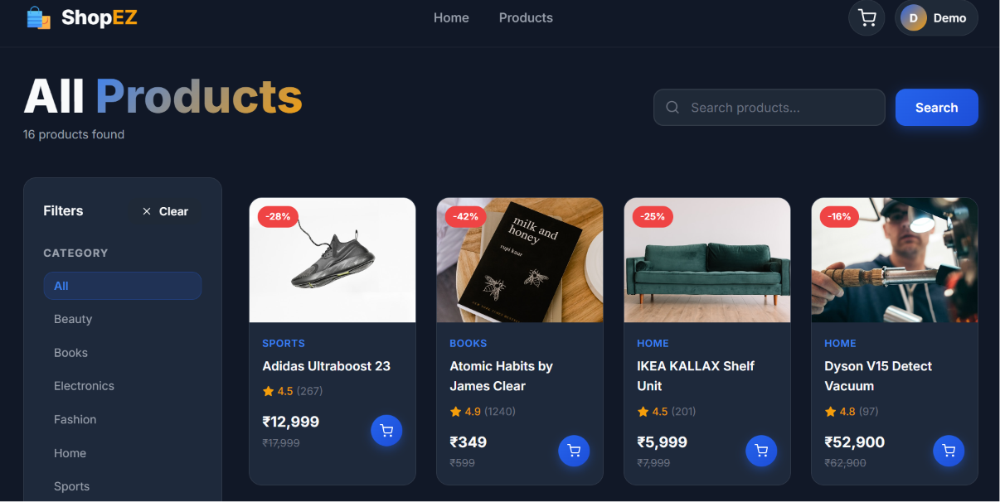 ShopEZ
Home
Products
D
Demo
All Products
16 products found
Search products...
Search
Filters
Clear
CATEGORY
All
Beauty
Books
Electronics
Fashion
Home
Sports
-28%
SPORTS
Adidas Ultraboost 23
4.5 (267)
₹12,999
₹17,999
-42%
milk and
honey
rupi kaur
BOOKS
Atomic Habits by
James Clear
4.9 (1240)
₹349
₹599
-25%
HOME
IKEA KALLAX Shelf
Unit
4.5 (201)
₹5,999
₹7,999
-16%
HOME
Dyson V15 Detect
Vacuum
4.8 (97)
₹52,900
₹62,900